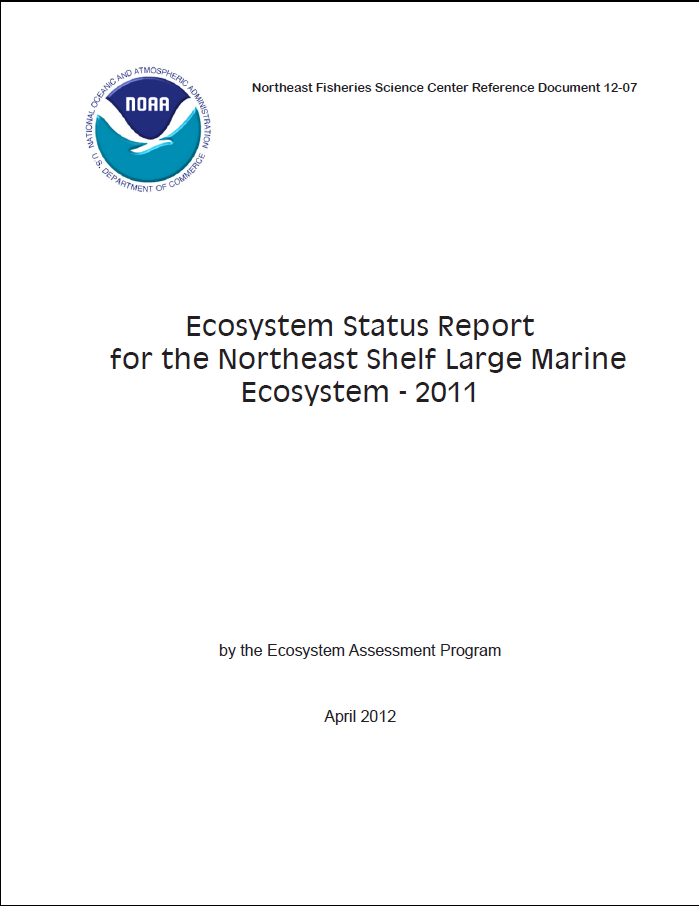 NATIONAL OCEANIC AND ATMOSPHERIC ADMINISTRATION
NOAA
U.S. DEPARTMENT OF COMMERCE
Northeast Fisheries Science Center Reference Document 12-07
Ecosystem Status Report
for the Northeast Shelf Large Marine
Ecosystem - 2011
by the Ecosystem Assessment Program
April 2012